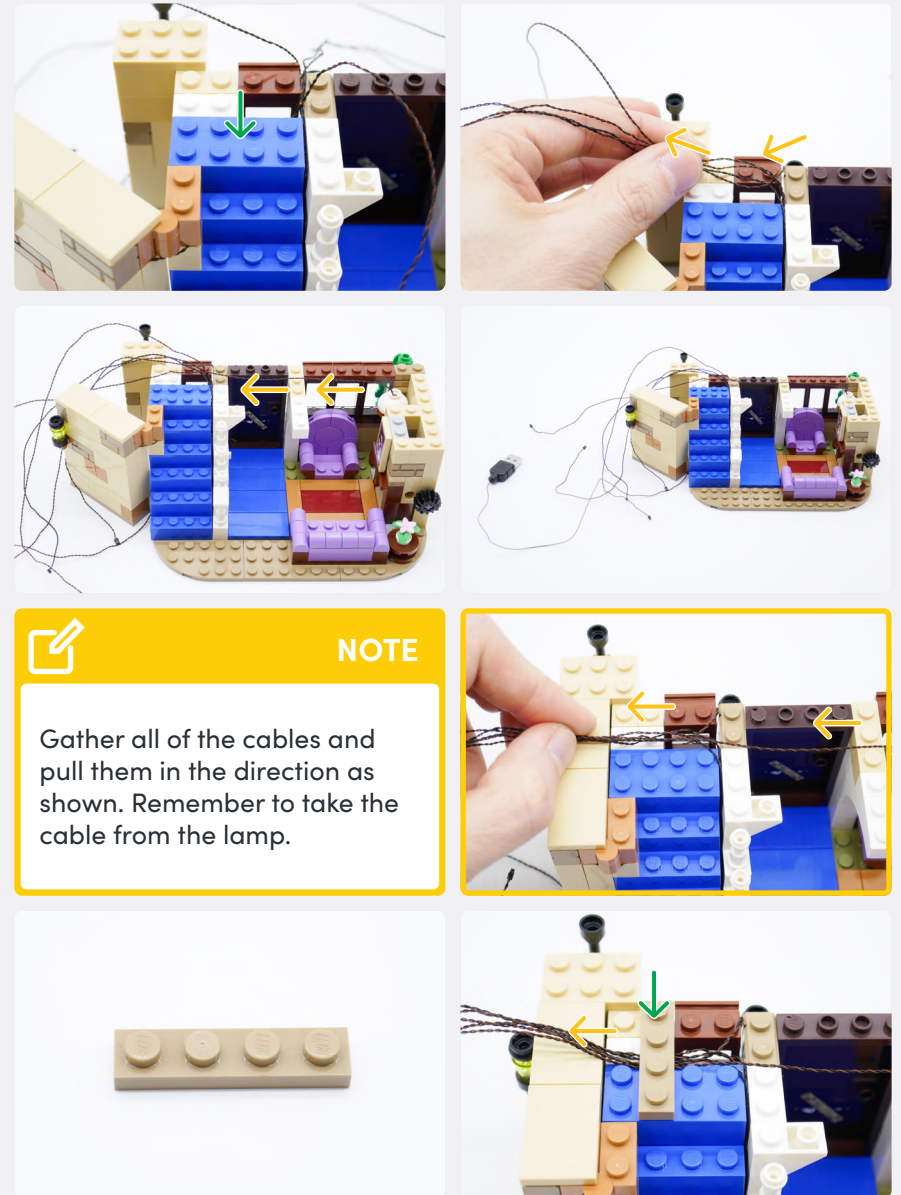 NOTE
Gather all of the cables and
pull them in the direction as
shown. Remember to take the
cable from the lamp.